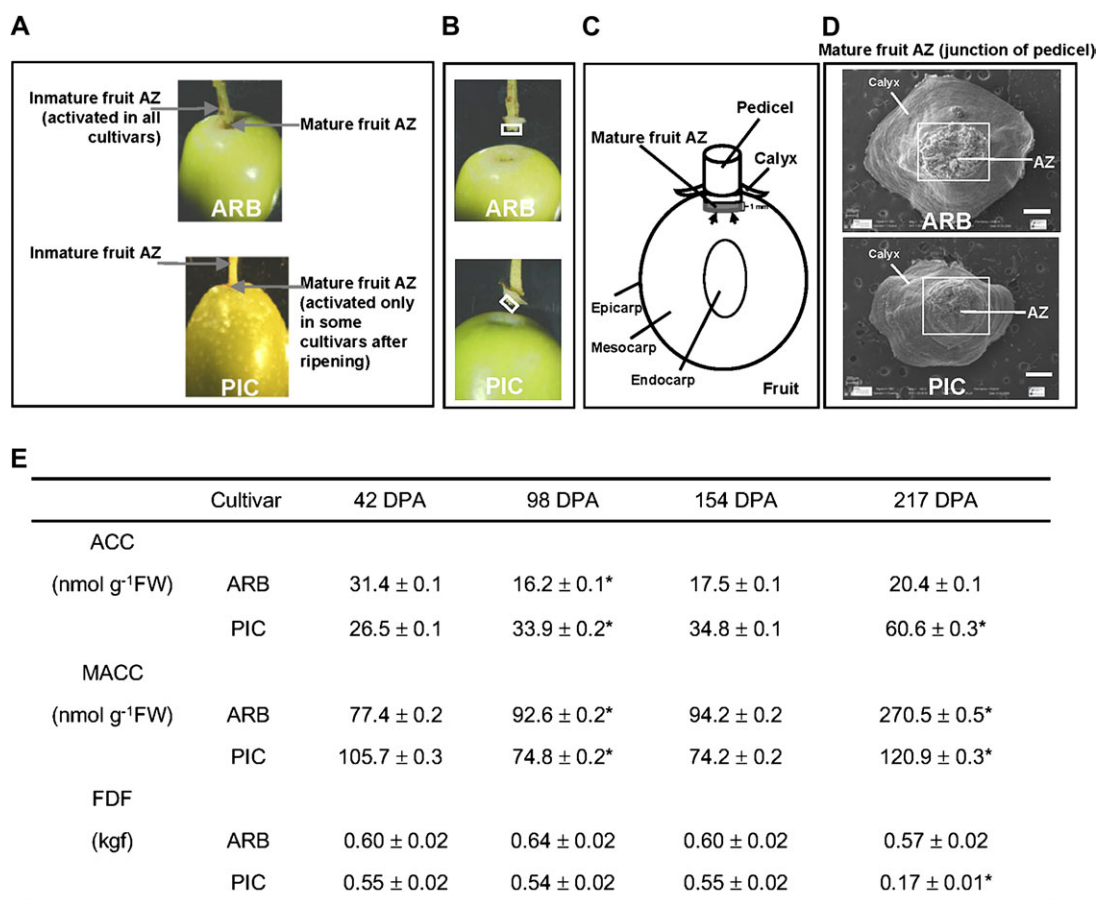 A
B
C
D
Mature fruit AZ (junction of pedicel)
Inmature fruit AZ
(activated in all
cultivars)
Mature fruit AZ
ARB
Inmature fruit AZ
Mature fruit AZ
(activated only
in some
cultivars after
ripening)
PIC
ARB
PIC
Pedicel
Mature fruit AZ
Calyx
1 mm
Epicarp
Mesocarp
Endocarp
Fruit
Calyx
AZ
ARB
Calyx
AZ
PIC
E
Cultivar 42 DPA 98 DPA 154 DPA 217 DPA
ACC
(nmol g⁻¹FW) ARB 31.4 ± 0.1 16.2 ± 0.1* 17.5 ± 0.1 20.4 ± 0.1
PIC 26.5 ± 0.1 33.9 ± 0.2* 34.8 ± 0.1 60.6 ± 0.3*
MACC
(nmol g⁻¹FW) ARB 77.4 ± 0.2 92.6 ± 0.2* 94.2 ± 0.2 270.5 ± 0.5*
PIC 105.7 ± 0.3 74.8 ± 0.2* 74.2 ± 0.2 120.9 ± 0.3*
FDF
(kgf) ARB 0.60 ± 0.02 0.64 ± 0.02 0.60 ± 0.02 0.57 ± 0.02
PIC 0.55 ± 0.02 0.54 ± 0.02 0.55 ± 0.02 0.17 ± 0.01*